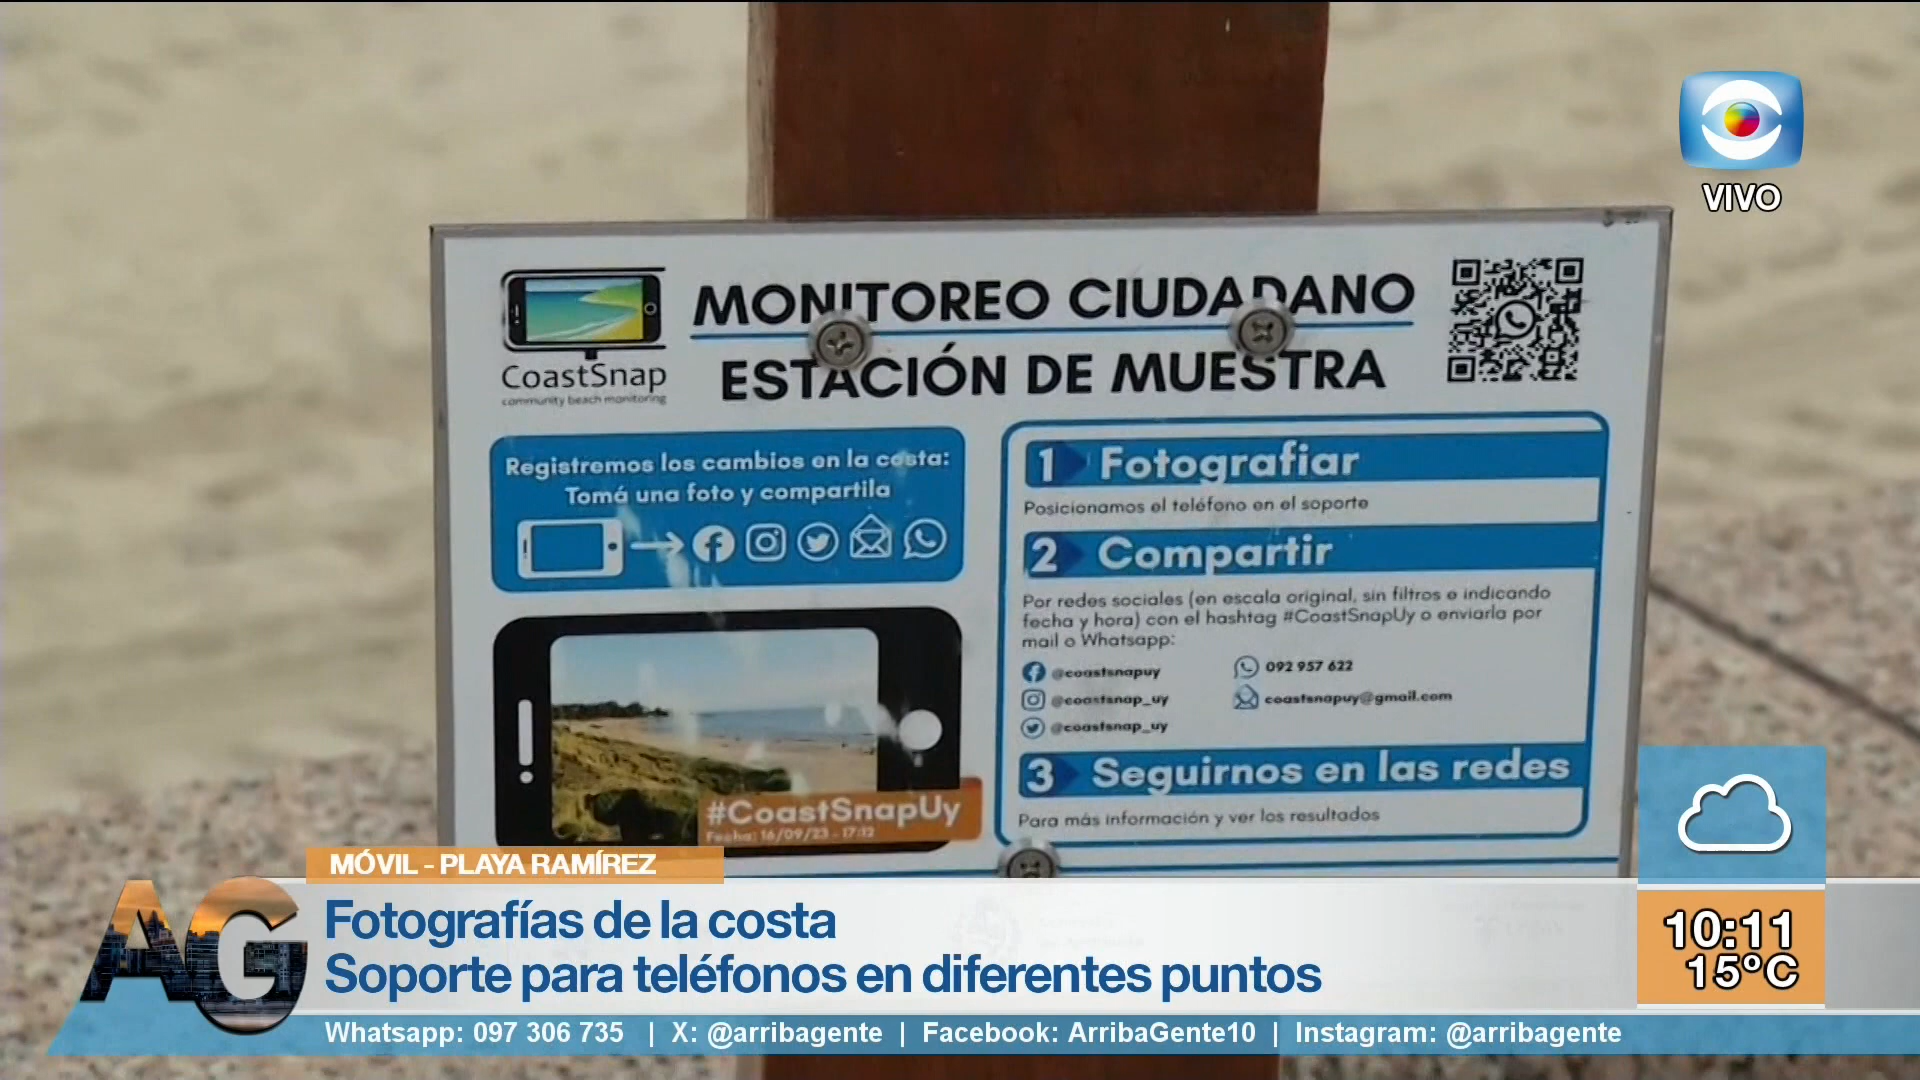 VIVO
CoastSnap
community beach monitoring
MONITOREO CIUDADANO
ESTACIÓN DE MUESTRA
Registremos los cambios en la costa:
Tomá una foto y compartila
#CoastSnapUy
Fecha: 16/09/23 - 17:12
1 Fotografiar
Posicionamos el teléfono en el soporte
2 Compartir
Por redes sociales (en escala original, sin filtros e indicando
fecha y hora) con el hashtag #CoastSnapUy o enviarla por
mail o Whatsapp:
@coastsnapuy
092 957 622
@coastsnap_uy
coastsnapuy@gmail.com
@coastsnap_uy
3 Seguirnos en las redes
Para más información y ver los resultados
MÓVIL - PLAYA RAMÍREZ
AG
Fotografías de la costa
Soporte para teléfonos en diferentes puntos
10:11
15°C
Whatsapp: 097 306 735 | X: @arribagente | Facebook: ArribaGente10 | Instagram: @arribagente